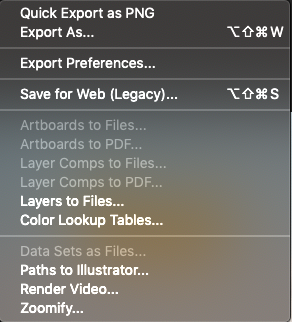 Quick Export as PNG
Export As... ⌥⇧⌘W
Export Preferences...
Save for Web (Legacy)... ⌥⇧⌘S
Artboards to Files...
Artboards to PDF...
Layer Comps to Files...
Layer Comps to PDF...
Layers to Files...
Color Lookup Tables...
Data Sets as Files...
Paths to Illustrator...
Render Video...
Zoomify...